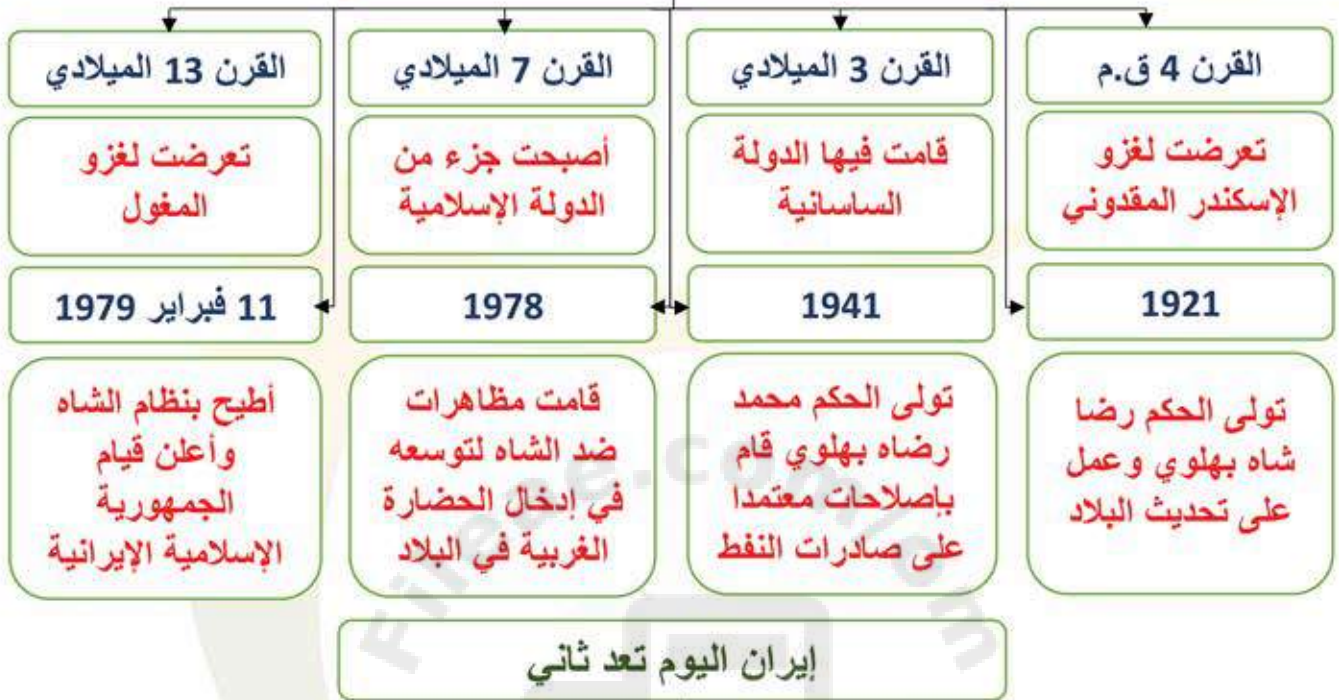 القرن 4 ق.م
تعرضت لغزو
الإسكندر المقدوني
القرن 3 الميلادي
قامت فيها الدولة
الساسانية
القرن 7 الميلادي
أصبحت جزء من
الدولة الإسلامية
القرن 13 الميلادي
تعرضت لغزو
المغول
1921
تولى الحكم رضا
شاه بهلوي وعمل
على تحديث البلاد
1941
تولى الحكم محمد
رضاه بهلوي قام
بإصلاحات معتمدا
على صادرات النفط
1978
قامت مظاهرات
ضد الشاه لتوسعه
في إدخال الحضارة
الغربية في البلاد
11 فبراير 1979
أطيح بنظام الشاه
وأعلن قيام
الجمهورية
الإسلامية الإيرانية
إيران اليوم تعد ثاني